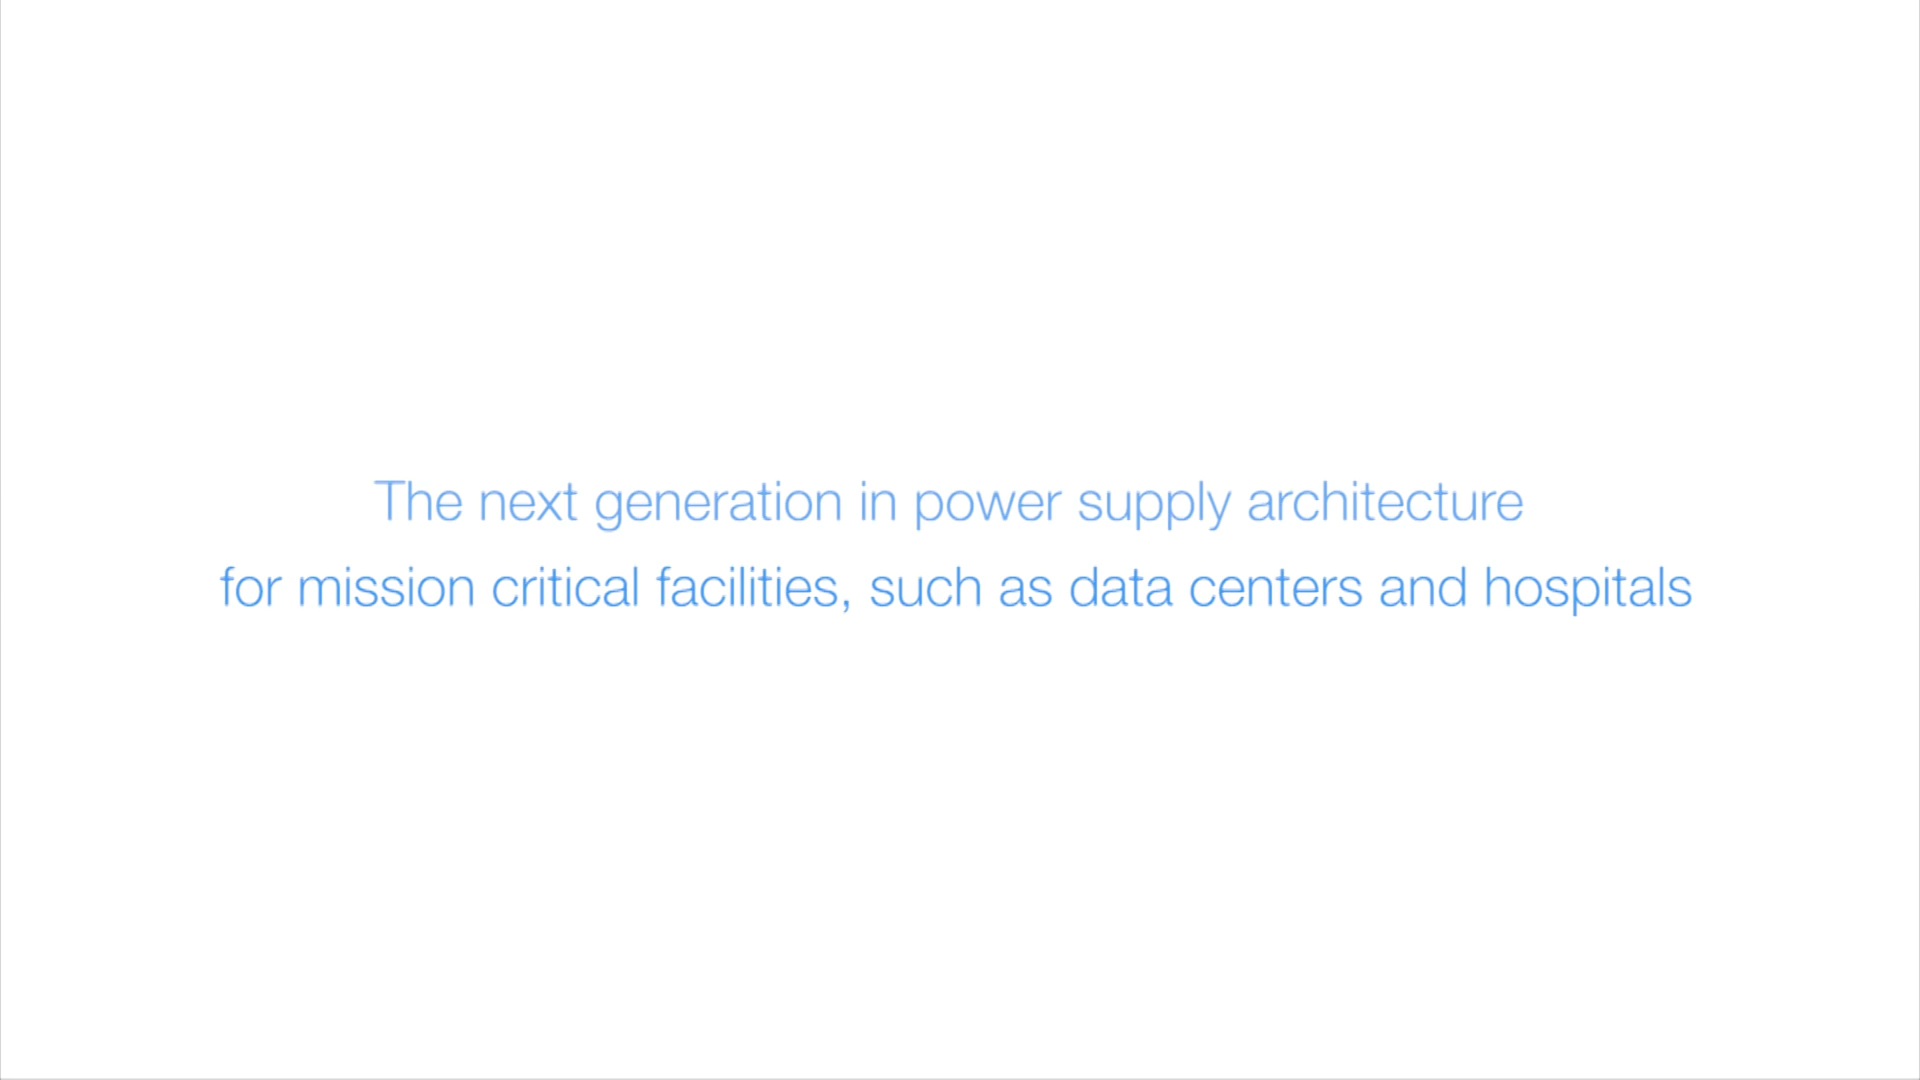 The next generation in power supply architecture
for mission critical facilities, such as data centers and hospitals